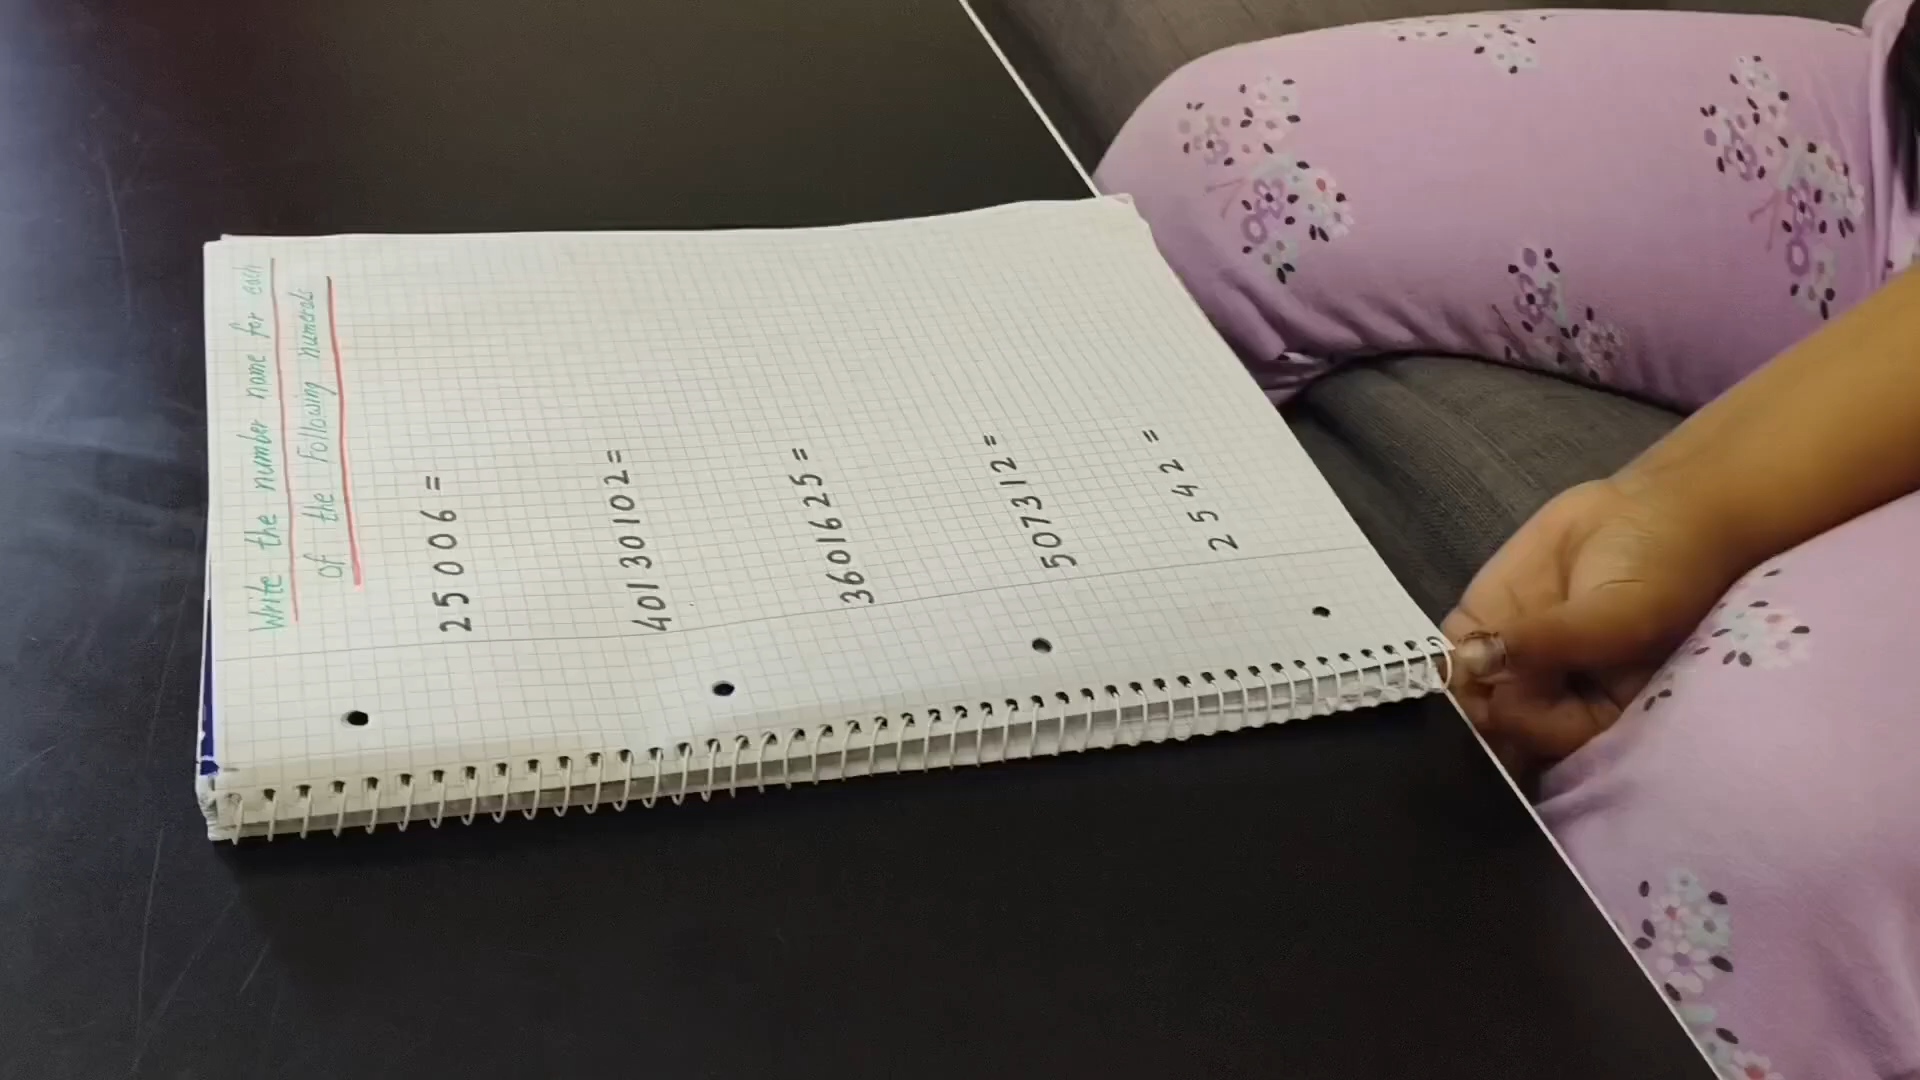 Write the number name for each
of the Following numerals
25006 =
40130102 =
3601625 =
507312 =
2542 =